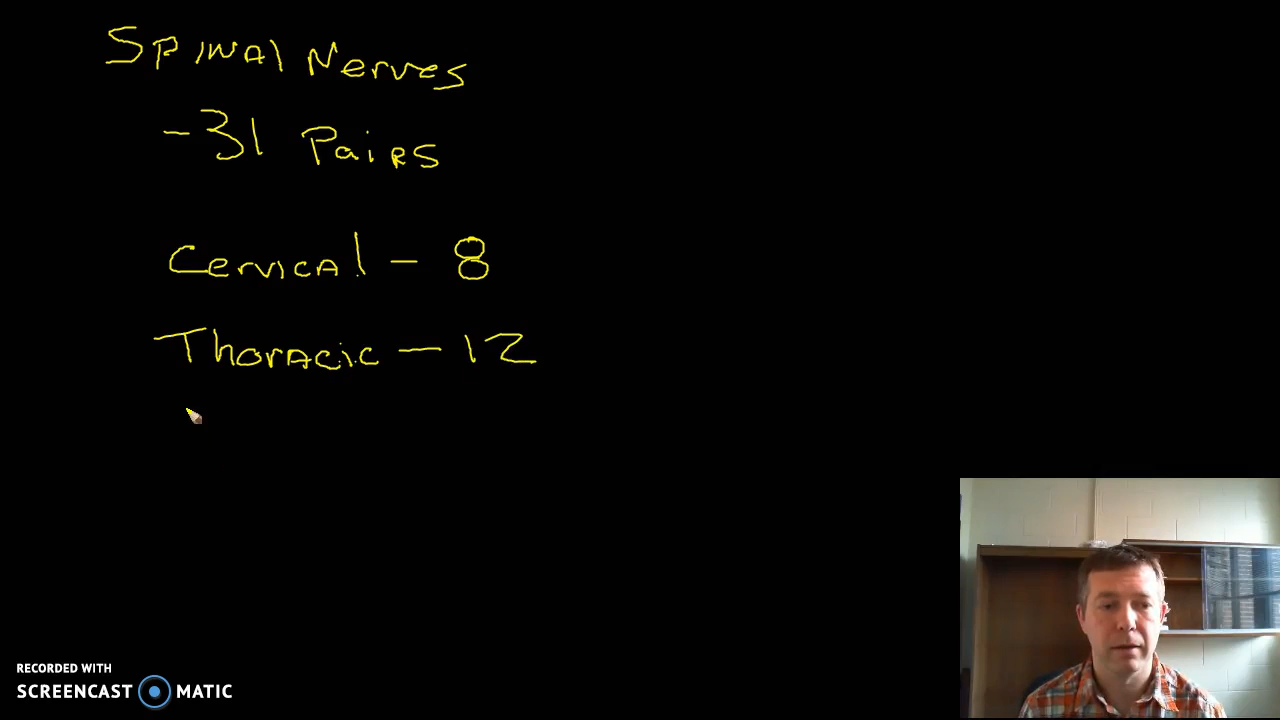 Spinal Nerves
-31 Pairs
Cervical - 8
Thoracic - 12
RECORDED WITH
SCREENCAST MATIC